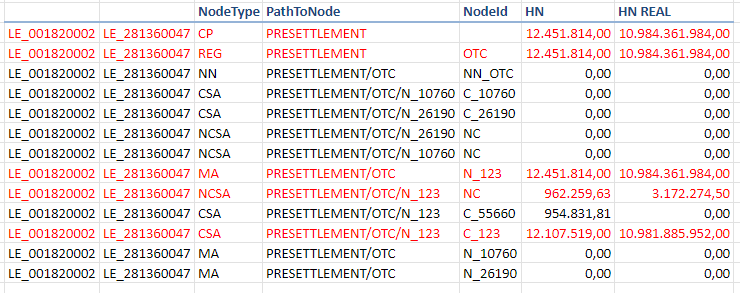 NodeType PathToNode NodeId HN HN REAL
LE_001820002 LE_281360047 CP PRESETTLEMENT 12.451.814,00 10.984.361.984,00
LE_001820002 LE_281360047 REG PRESETTLEMENT OTC 12.451.814,00 10.984.361.984,00
LE_001820002 LE_281360047 NN PRESETTLEMENT/OTC NN_OTC 0,00 0,00
LE_001820002 LE_281360047 CSA PRESETTLEMENT/OTC/N_10760 C_10760 0,00 0,00
LE_001820002 LE_281360047 CSA PRESETTLEMENT/OTC/N_26190 C_26190 0,00 0,00
LE_001820002 LE_281360047 NCSA PRESETTLEMENT/OTC/N_26190 NC 0,00 0,00
LE_001820002 LE_281360047 NCSA PRESETTLEMENT/OTC/N_10760 NC 0,00 0,00
LE_001820002 LE_281360047 MA PRESETTLEMENT/OTC N_123 12.451.814,00 10.984.361.984,00
LE_001820002 LE_281360047 NCSA PRESETTLEMENT/OTC/N_123 NC 962.259,63 3.172.274,50
LE_001820002 LE_281360047 CSA PRESETTLEMENT/OTC/N_123 C_55660 954.831,81 0,00
LE_001820002 LE_281360047 CSA PRESETTLEMENT/OTC/N_123 C_123 12.107.519,00 10.981.885.952,00
LE_001820002 LE_281360047 MA PRESETTLEMENT/OTC N_10760 0,00 0,00
LE_001820002 LE_281360047 MA PRESETTLEMENT/OTC N_26190 0,00 0,00